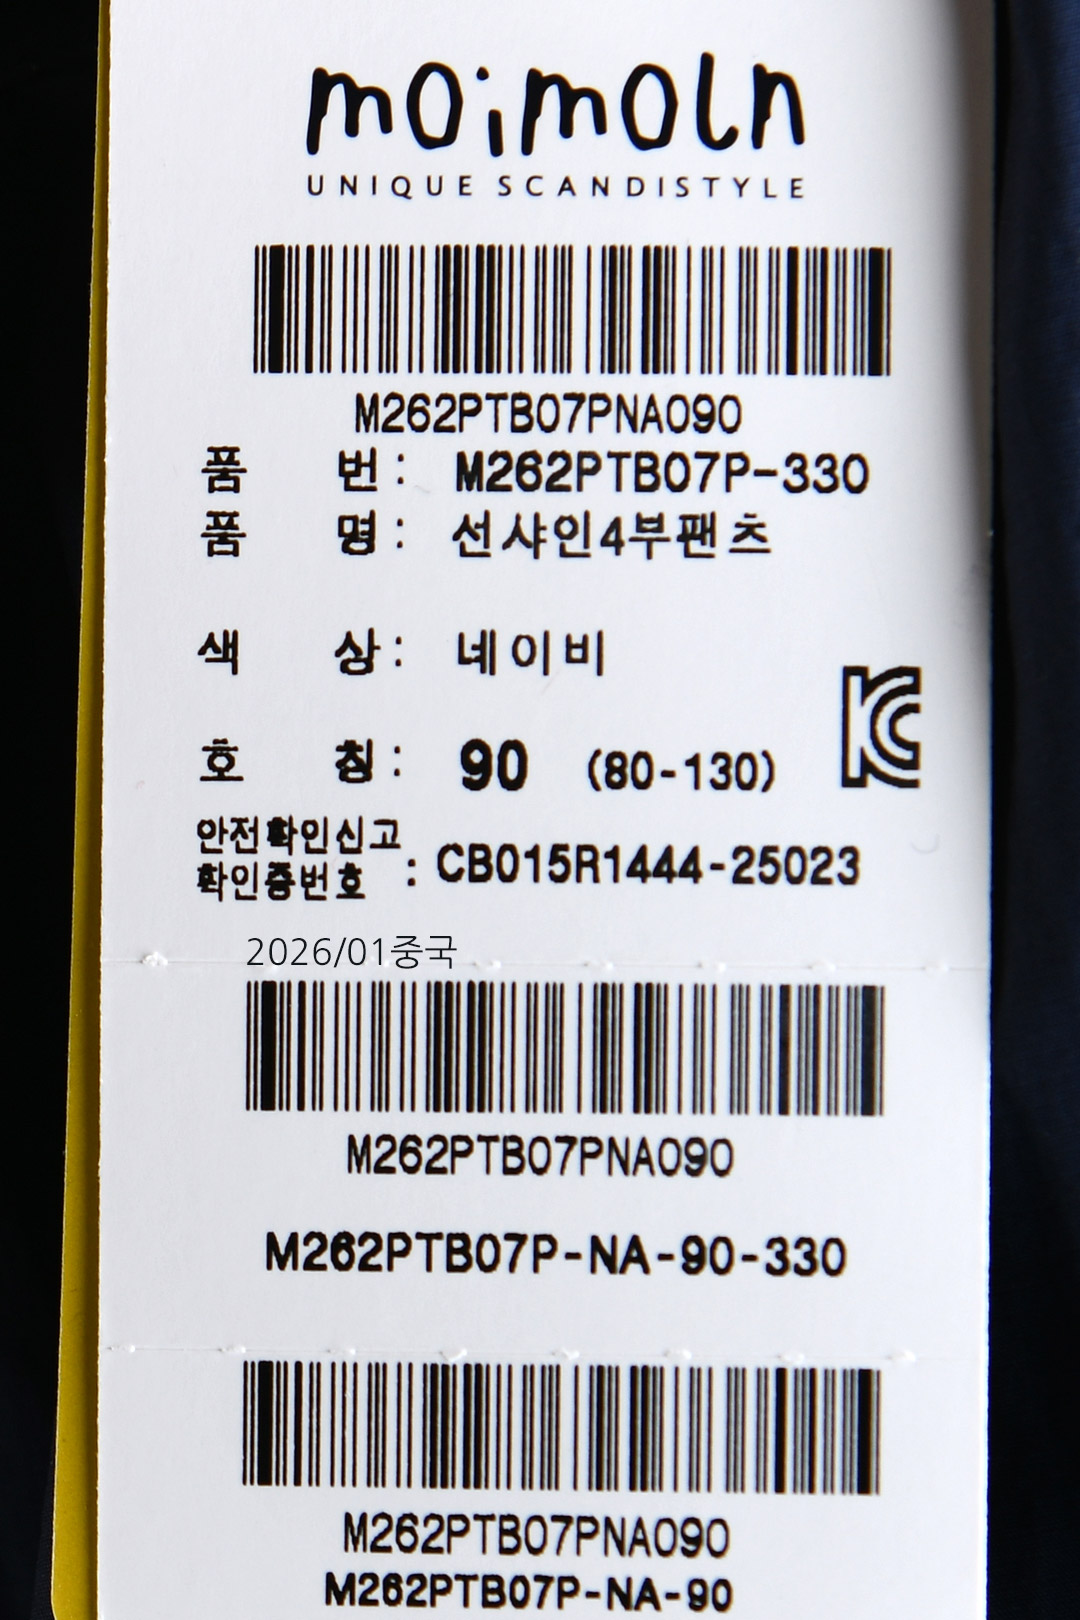 moimoln
UNIQUE SCANDISTYLE
M262PTB07PNA090
품 번 : M262PTB07P-330
품 명 : 선샤인4부팬츠
색 상 : 네이비
호 칭 : 90 (80-130)
안전확인신고
확인증번호 : CB015R1444-25023
2026/01중국
M262PTB07PNA090
M262PTB07P-NA-90-330
M262PTB07PNA090
M262PTB07P-NA-90